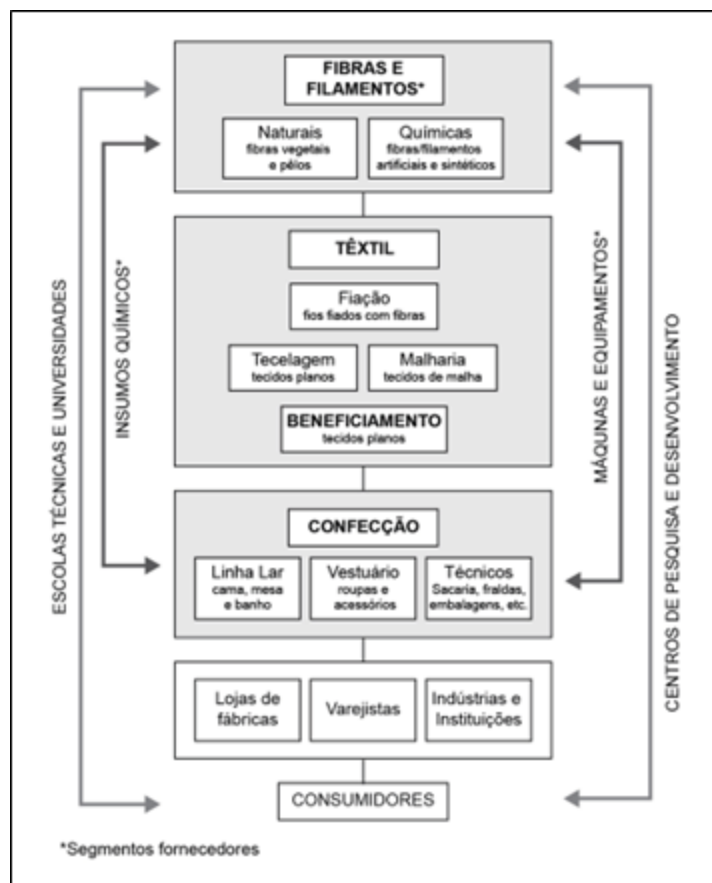 FIBRAS E
FILAMENTOS*
Naturais
fibras vegetais
e pêlos
Químicas
fibras/filamentos
artificiais e sintéticos
TÊXTIL
Fiação
fios fiados com fibras
Tecelagem
tecidos planos
Malharia
tecidos de malha
BENEFICIAMENTO
tecidos planos
CONFECÇÃO
Linha Lar
cama, mesa
e banho
Vestuário
roupas e
acessórios
Técnicos
Sacaria, fraldas,
embalagens, etc.
Lojas de
fábricas
Varejistas
Indústrias e
Instituições
CONSUMIDORES
ESCOLAS TÉCNICAS E UNIVERSIDADES
INSUMOS QUÍMICOS*
MÁQUNAS E EQUIPAMENTOS*
CENTROS DE PESQUISA E DESENVOLVIMENTO
*Segmentos fornecedores